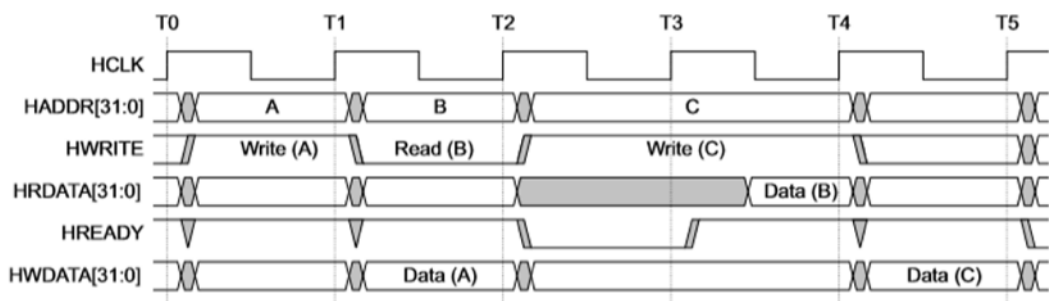 T0 T1 T2 T3 T4 T5
HCLK
HADDR[31:0] A B C
HWRITE Write (A) Read (B) Write (C)
HRDATA[31:0] Data (B)
HREADY
HWDATA[31:0] Data (A) Data (C)